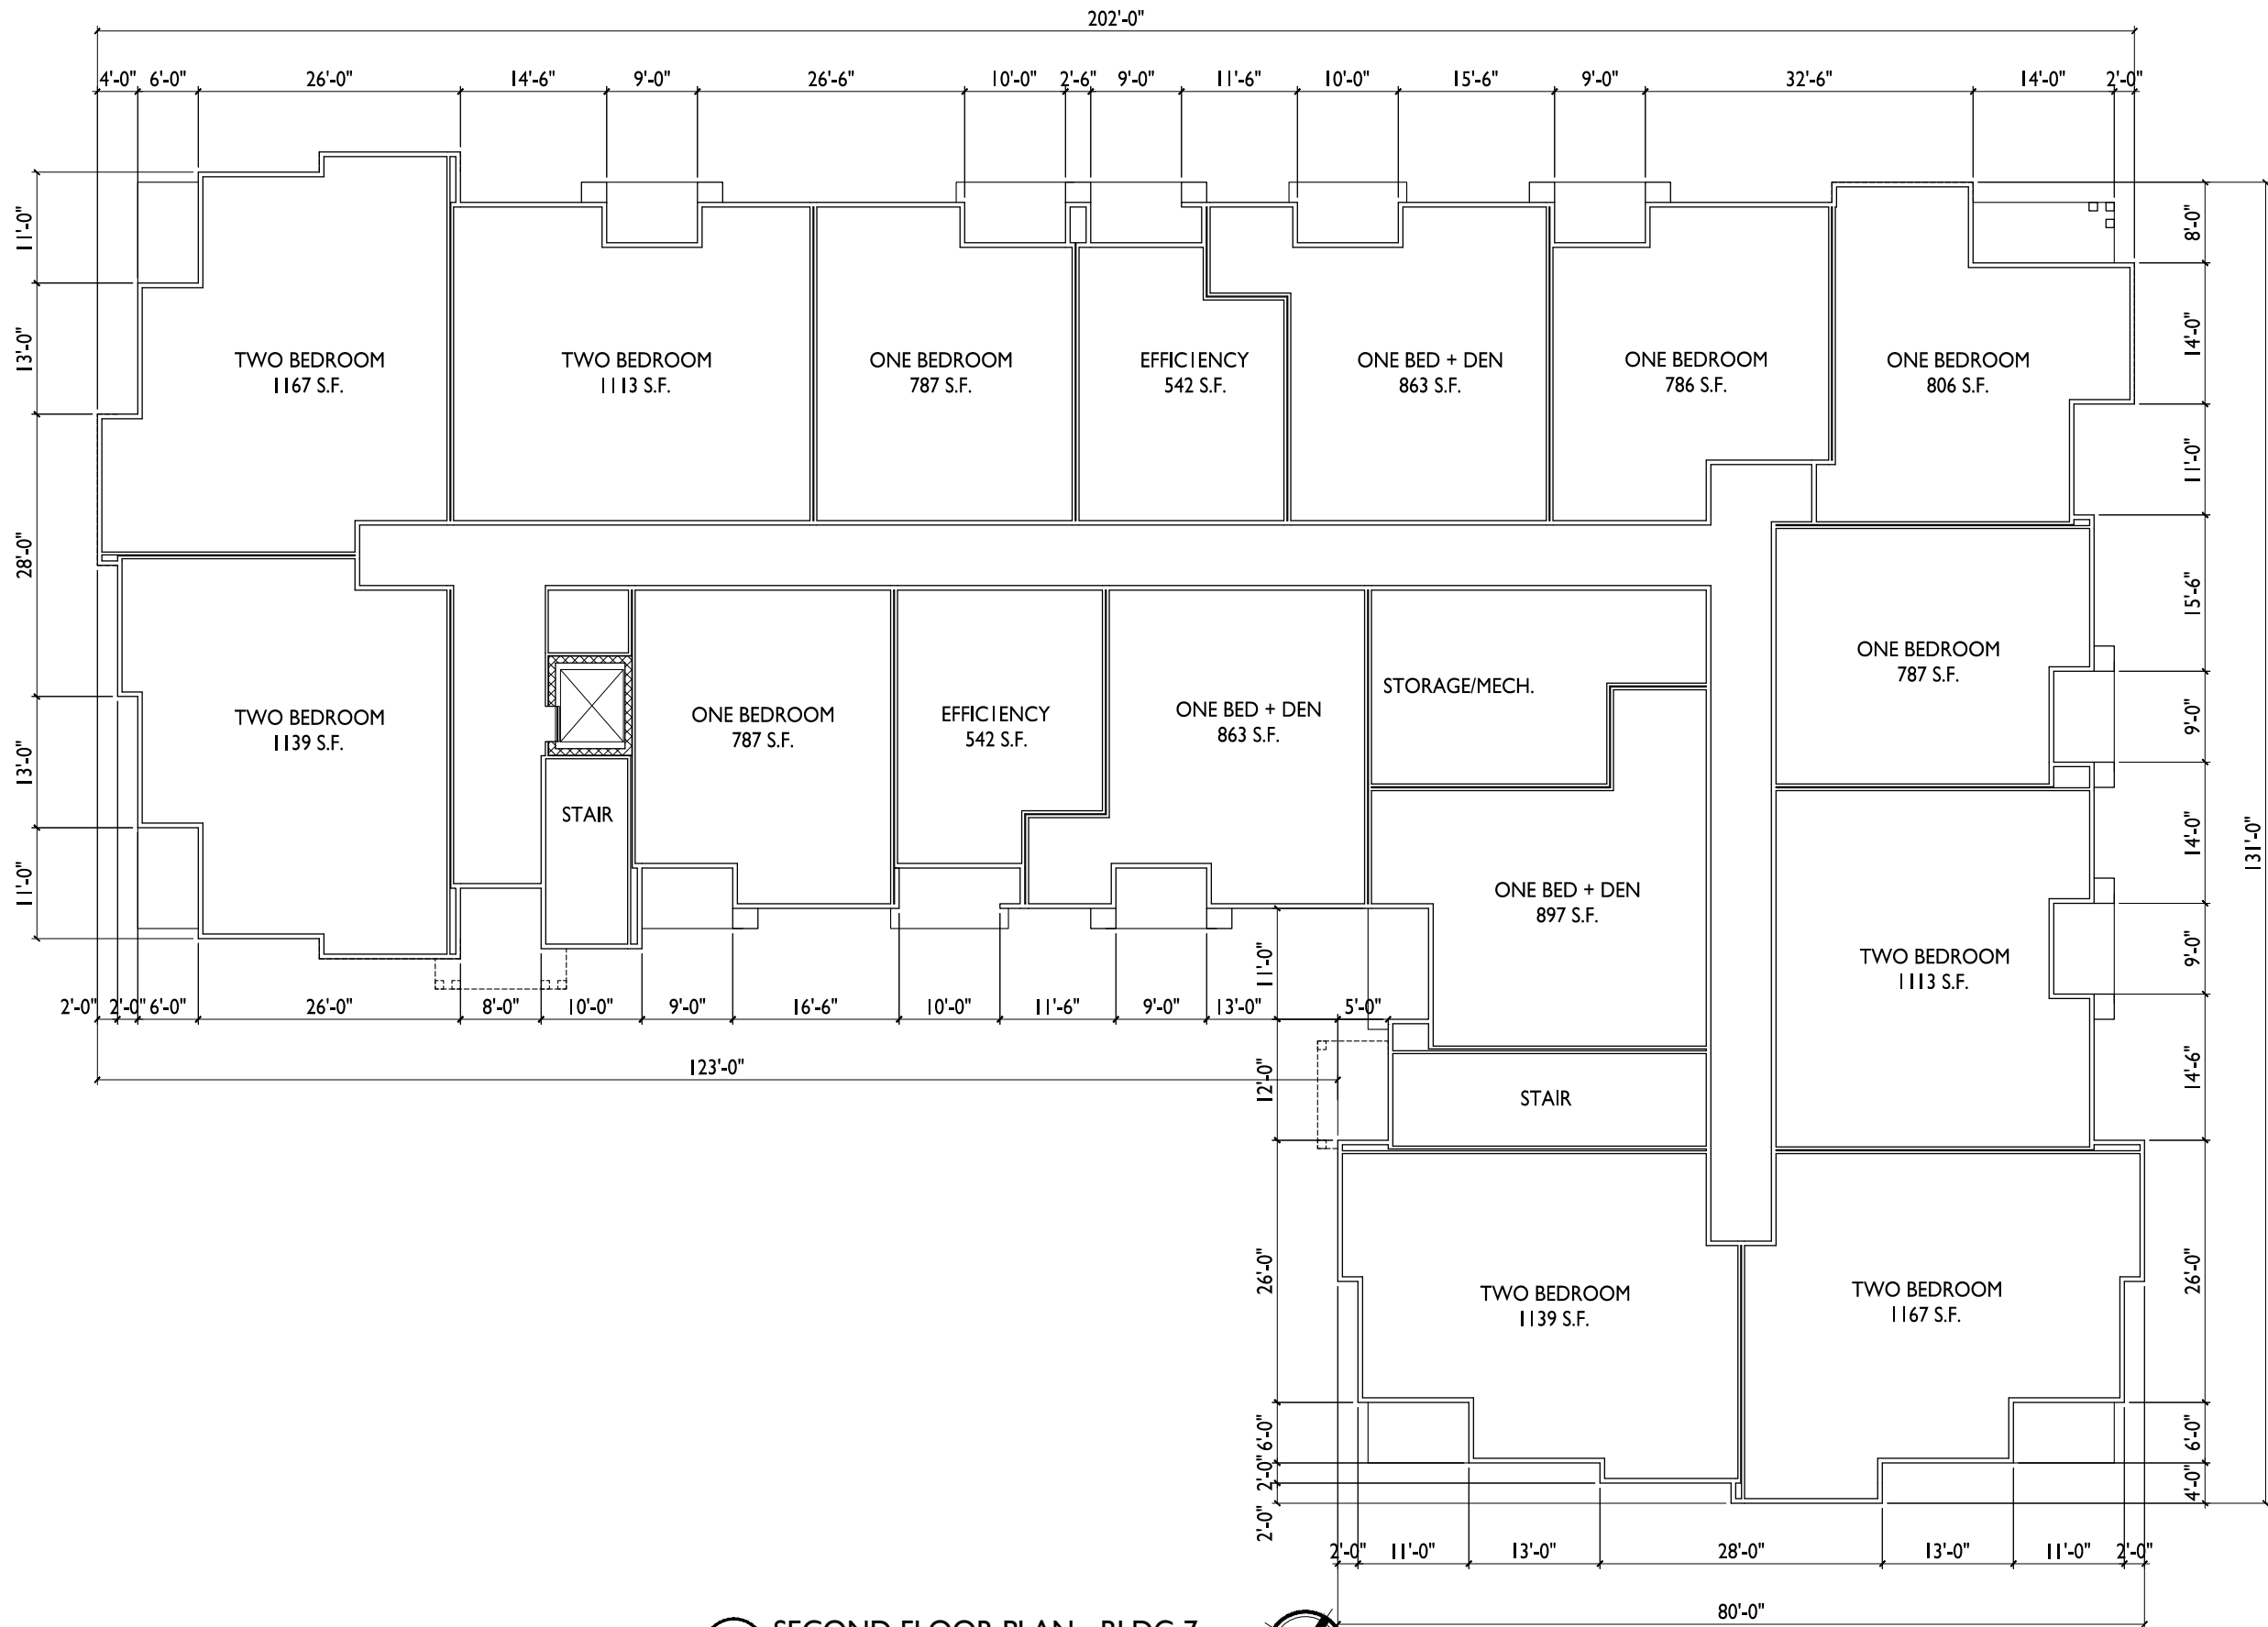 202'-0"
4'-0" 6'-0" 26'-0" 14'-6" 9'-0" 26'-6" 10'-0" 2'-6" 9'-0" 11'-6" 10'-0" 15'-6" 9'-0" 32'-6" 14'-0" 2'-0"
11'-0"
13'-0"
28'-0"
13'-0"
11'-0"
8'-0"
14'-0"
11'-0"
15'-6"
9'-0"
14'-0"
9'-0"
14'-6"
26'-0"
6'-0"
4'-0"
131'-0"
TWO BEDROOM
1167 S.F.
TWO BEDROOM
1113 S.F.
ONE BEDROOM
787 S.F.
EFFICIENCY
542 S.F.
ONE BED + DEN
863 S.F.
ONE BEDROOM
786 S.F.
ONE BEDROOM
806 S.F.
TWO BEDROOM
1139 S.F.
STAIR
ONE BEDROOM
787 S.F.
EFFICIENCY
542 S.F.
ONE BED + DEN
863 S.F.
STORAGE/MECH.
ONE BEDROOM
787 S.F.
ONE BED + DEN
897 S.F.
TWO BEDROOM
1113 S.F.
STAIR
TWO BEDROOM
1139 S.F.
TWO BEDROOM
1167 S.F.
2'-0" 2'-0" 6'-0" 26'-0" 8'-0" 10'-0" 9'-0" 16'-6" 10'-0" 11'-6" 9'-0" 13'-0" 5'-0"
123'-0"
11'-0"
12'-0"
26'-0"
6'-0"
2'-0"
2'-0"
2'-0" 11'-0" 13'-0" 28'-0" 13'-0" 11'-0" 2'-0"
80'-0"
SECOND FLOOR PLAN - BLDG 7